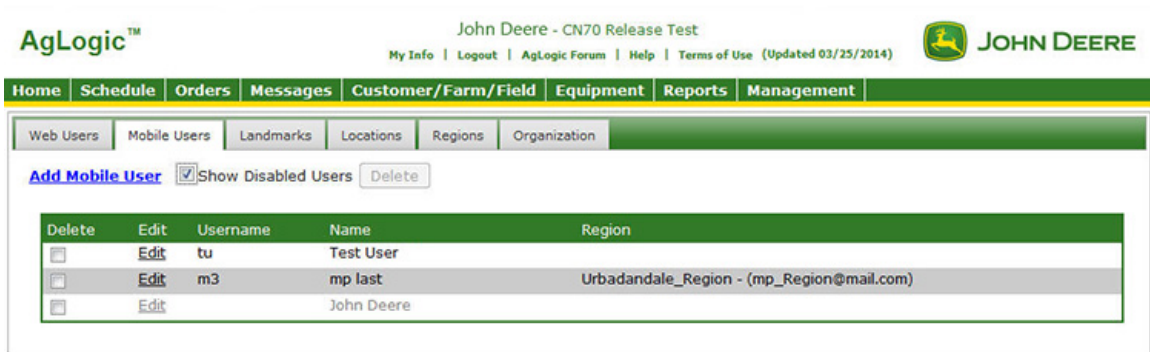 AgLogic™
John Deere - CN70 Release Test
My Info | Logout | AgLogic Forum | Help | Terms of Use (Updated 03/25/2014)
JOHN DEERE
Home Schedule Orders Messages Customer/Farm/Field Equipment Reports Management
Web Users Mobile Users Landmarks Locations Regions Organization
Add Mobile User Show Disabled Users Delete
Delete Edit Username Name Region
Edit tu Test User
Edit m3 mp last Urbadandale_Region - (mp_Region@mail.com)
Edit John Deere